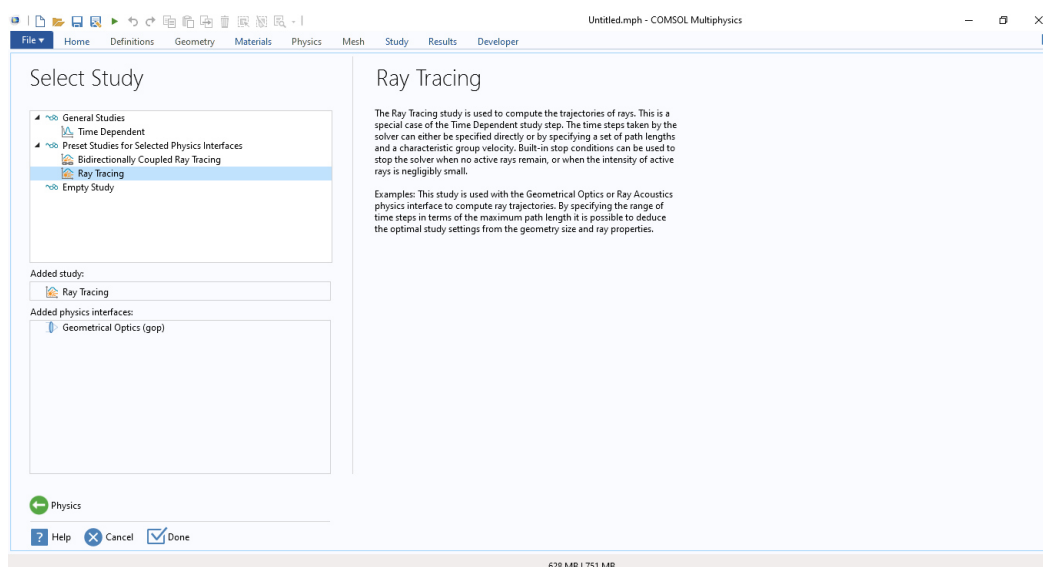 Untitled.mph - COMSOL Multiphysics
File Home Definitions Geometry Materials Physics Mesh Study Results Developer
Select Study
General Studies
Time Dependent
Preset Studies for Selected Physics Interfaces
Bidirectionally Coupled Ray Tracing
Ray Tracing
Empty Study
Added study:
Ray Tracing
Added physics interfaces:
Geometrical Optics (gop)
Physics
? Help Cancel Done
Ray Tracing
The Ray Tracing study is used to compute the trajectories of rays. This is a
special case of the Time Dependent study step. The time steps taken by the
solver can either be specified directly or by specifying a set of path lengths
and a characteristic group velocity. Built-in stop conditions can be used to
stop the solver when no active rays remain, or when the intensity of active
rays is negligibly small.
Examples: This study is used with the Geometrical Optics or Ray Acoustics
physics interface to compute ray trajectories. By specifying the range of
time steps in terms of the maximum path length it is possible to deduce
the optimal study settings from the geometry size and ray properties.
628 MB | 751 MB